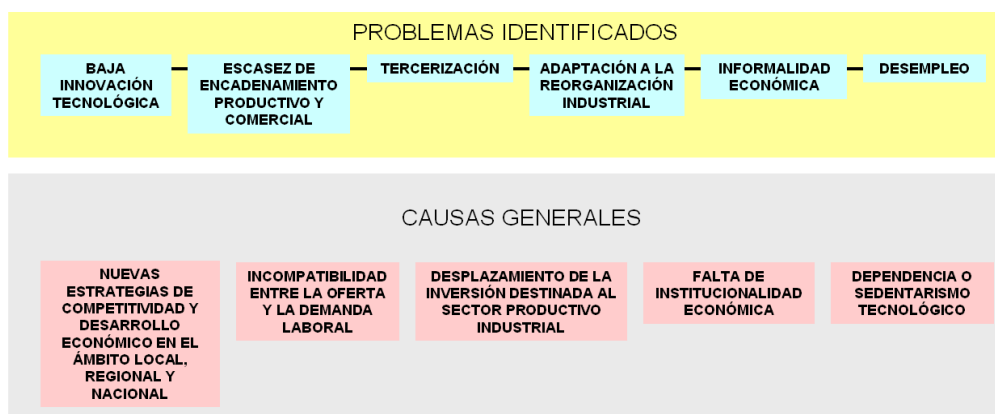 PROBLEMAS IDENTIFICADOS
BAJA
INNOVACIÓN
TECNOLÓGICA
ESCASEZ DE
ENCADENAMIENTO
PRODUCTIVO Y
COMERCIAL
TERCERIZACIÓN
ADAPTACIÓN A LA
REORGANIZACIÓN
INDUSTRIAL
INFORMALIDAD
ECONÓMICA
DESEMPLEO
CAUSAS GENERALES
NUEVAS
ESTRATEGIAS DE
COMPETITIVIDAD Y
DESARROLLO
ECONÓMICO EN EL
ÁMBITO LOCAL,
REGIONAL Y
NACIONAL
INCOMPATIBILIDAD
ENTRE LA OFERTA
Y LA DEMANDA
LABORAL
DESPLAZAMIENTO DE LA
INVERSIÓN DESTINADA AL
SECTOR PRODUCTIVO
INDUSTRIAL
FALTA DE
INSTITUCIONALIDAD
ECONÓMICA
DEPENDENCIA O
SEDENTARISMO
TECNOLÓGICO